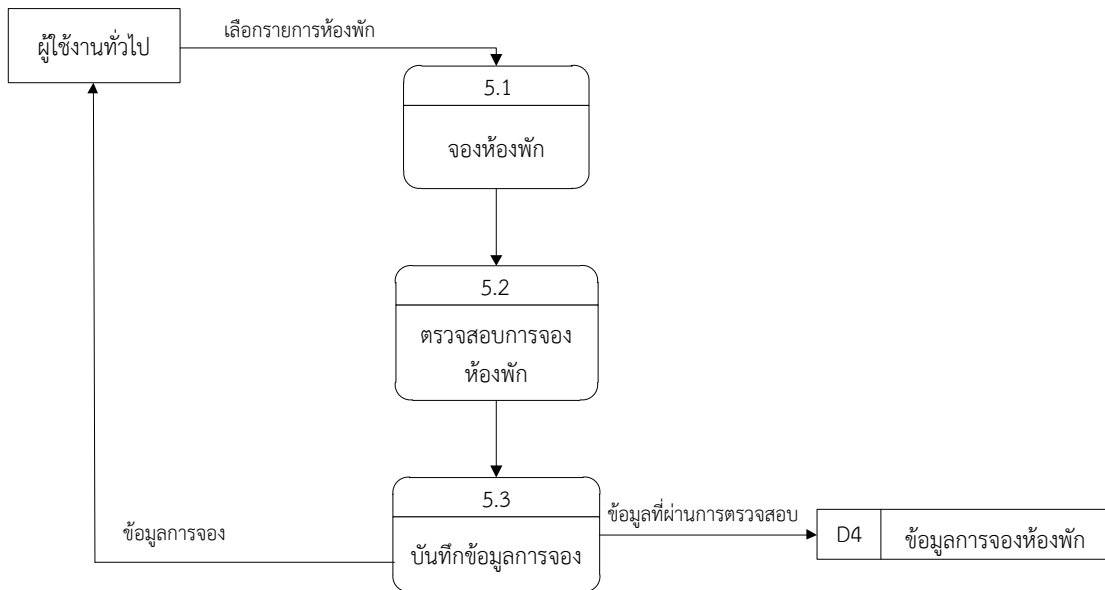 ผู้ใช้งานทั่วไป
เลือกรายการห้องพัก
5.1
จองห้องพัก
5.2
ตรวจสอบการจอง
ห้องพัก
5.3
บันทึกข้อมูลการจอง
ข้อมูลการจอง
ข้อมูลที่ผ่านการตรวจสอบ
D4
ข้อมูลการจองห้องพัก